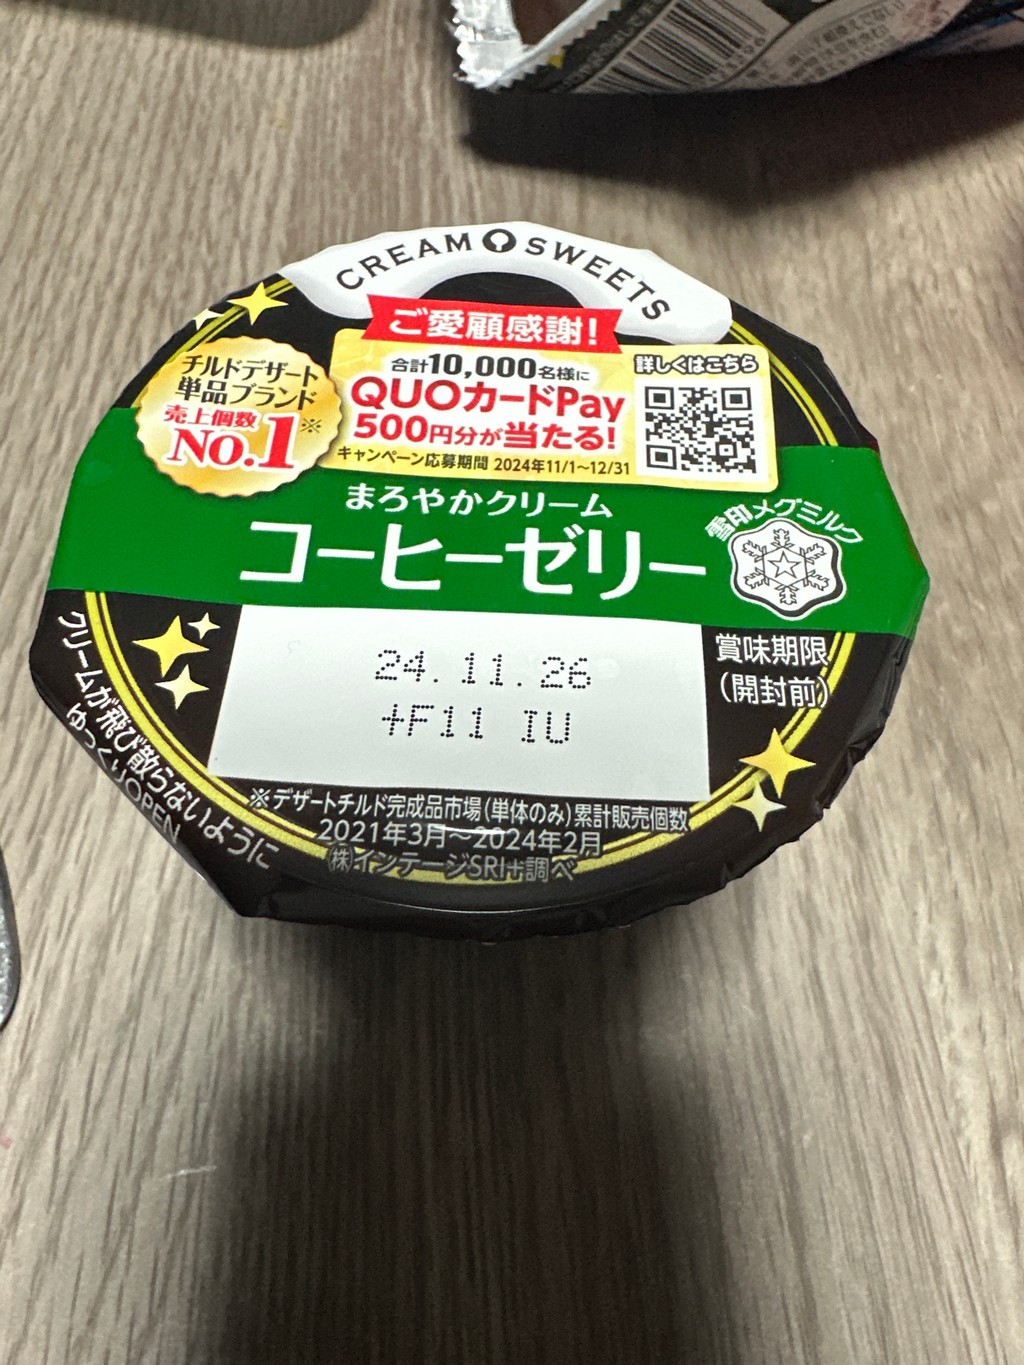 CREAM SWEETS
ご愛顧感謝!
チルドデザート
単品ブランド
売上個数
No.1※
合計10,000名様に
QUOカードPay
500円分が当たる!
キャンペーン応募期間 2024年11/1~12/31
詳しくはこちら
まろやかクリーム
コーヒーゼリー
雪印メグミルク
24.11.26
+F11 IU
賞味期限
(開封前)
クリームが飛び散らないように
ゆっくりOPEN
※デザートチルド完成品市場(単体のみ)累計販売個数
2021年3月~2024年2月
㈱インテージSRI+調べ